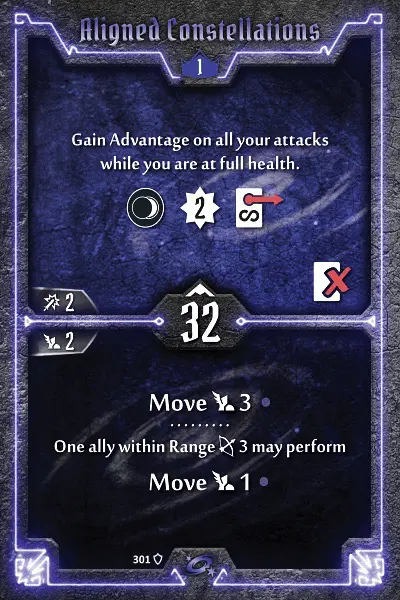 Aligned Constellations
1
Gain Advantage on all your attacks
while you are at full health.
2
2
32
2
Move 3
One ally within Range 3 may perform
Move 1
301